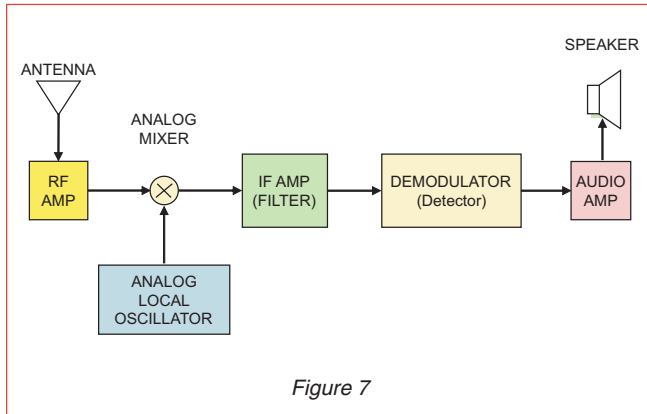 SPEAKER
ANTENNA
ANALOG
MIXER
RF
AMP
IF AMP
(FILTER)
DEMODULATOR
(Detector)
AUDIO
AMP
ANALOG
LOCAL
OSCILLATOR
Figure 7